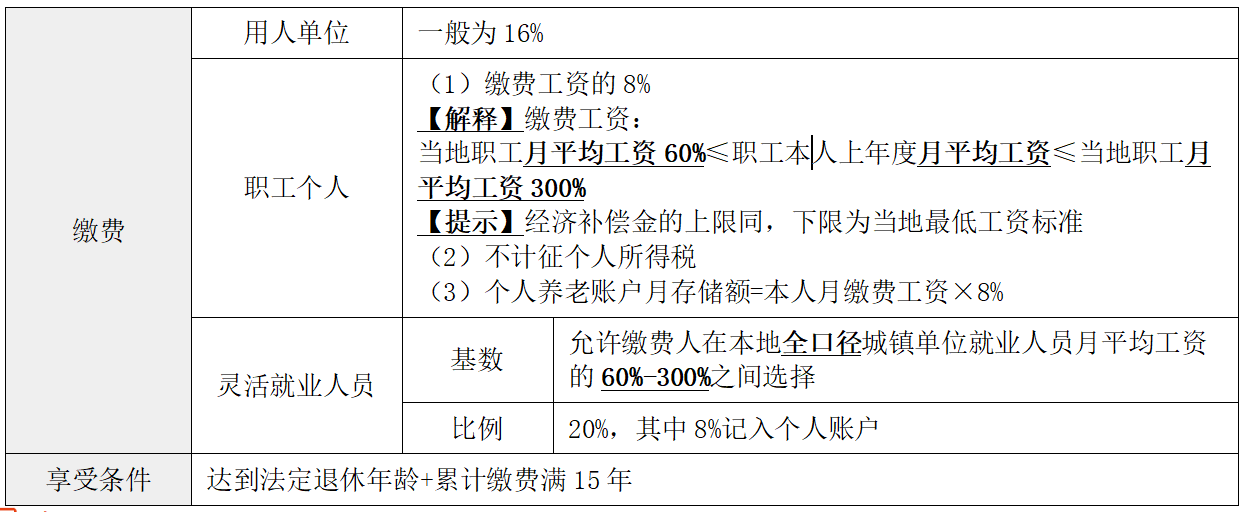 缴费
用人单位
一般为 16%
职工个人
（1）缴费工资的 8%
【解释】缴费工资：
当地职工月平均工资 60%≤职工本人上年度月平均工资≤当地职工月
平均工资 300%
【提示】经济补偿金的上限同，下限为当地最低工资标准
（2）不计征个人所得税
（3）个人养老账户月存储额=本人月缴费工资×8%
灵活就业人员
基数
允许缴费人在本地全口径城镇单位就业人员月平均工资
的 60%-300%之间选择
比例
20%，其中 8%记入个人账户
享受条件
达到法定退休年龄+累计缴费满 15 年